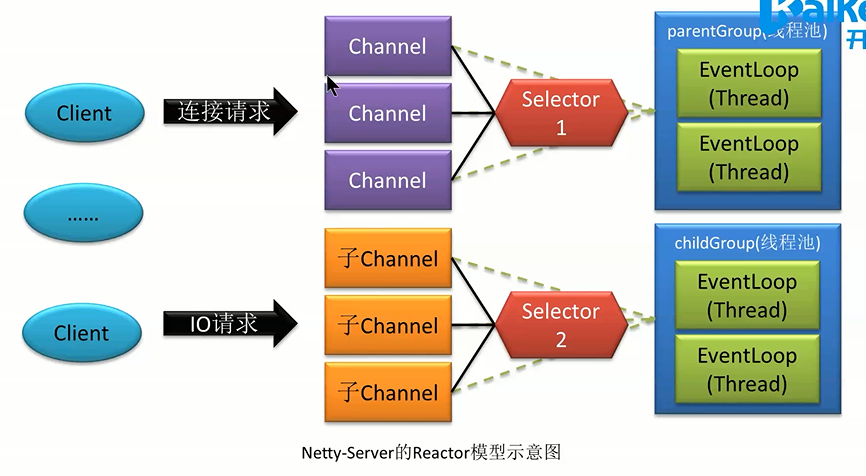 Client
……
Client
连接请求
IO请求
Channel
Channel
Channel
子Channel
子Channel
子Channel
Selector
1
Selector
2
parentGroup(线程池)
EventLoop
(Thread)
EventLoop
(Thread)
childGroup(线程池)
EventLoop
(Thread)
EventLoop
(Thread)
Netty-Server的Reactor模型示意图